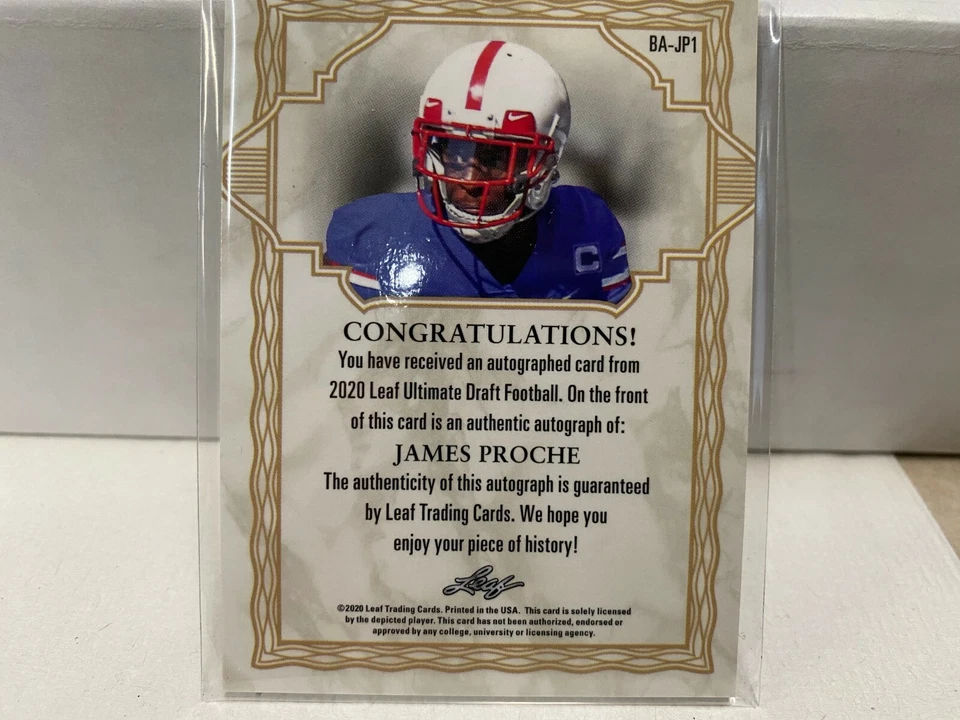 BA-JP1
C
CONGRATULATIONS!
You have received an autographed card from
2020 Leaf Ultimate Draft Football. On the front
of this card is an authentic autograph of:
JAMES PROCHE
The authenticity of this autograph is guaranteed
by Leaf Trading Cards. We hope you
enjoy your piece of history!
Leaf
©2020 Leaf Trading Cards. Printed in the USA. This card is solely licensed
by the depicted player. This card has not been authorized, endorsed or
approved by any college, university or licensing agency.